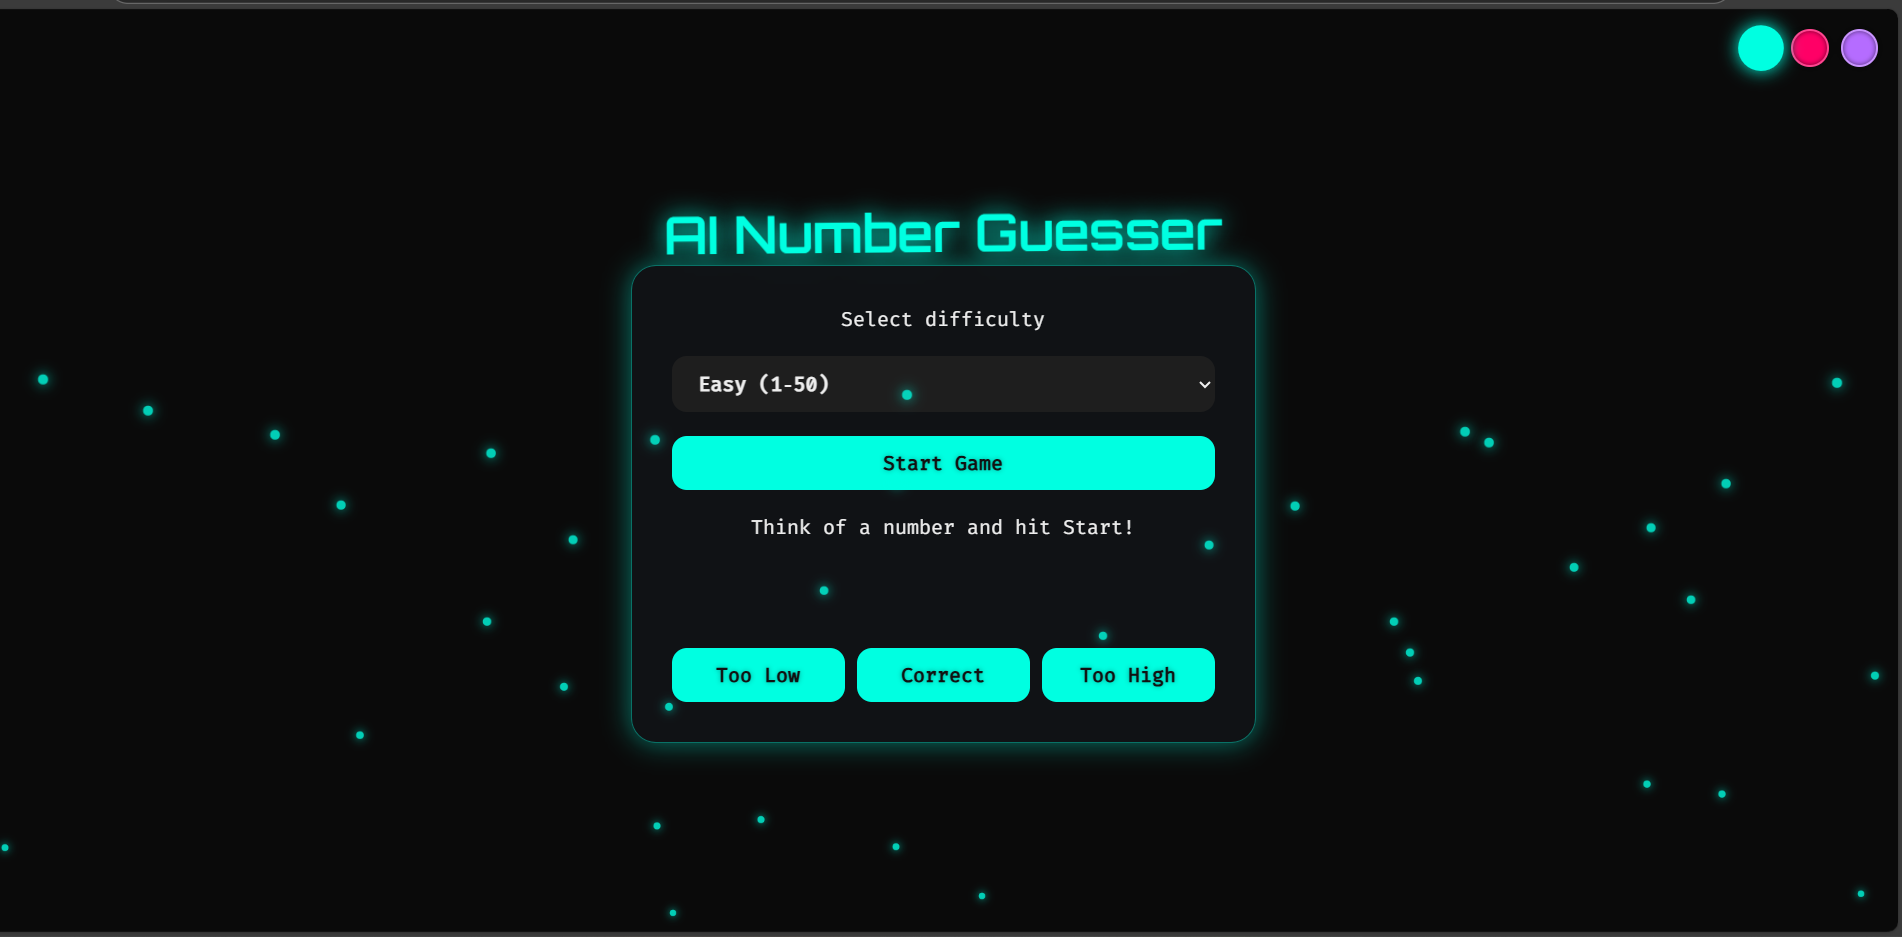 AI Number Guesser
Select difficulty
Easy (1-50)
Start Game
Think of a number and hit Start!
Too Low
Correct
Too High